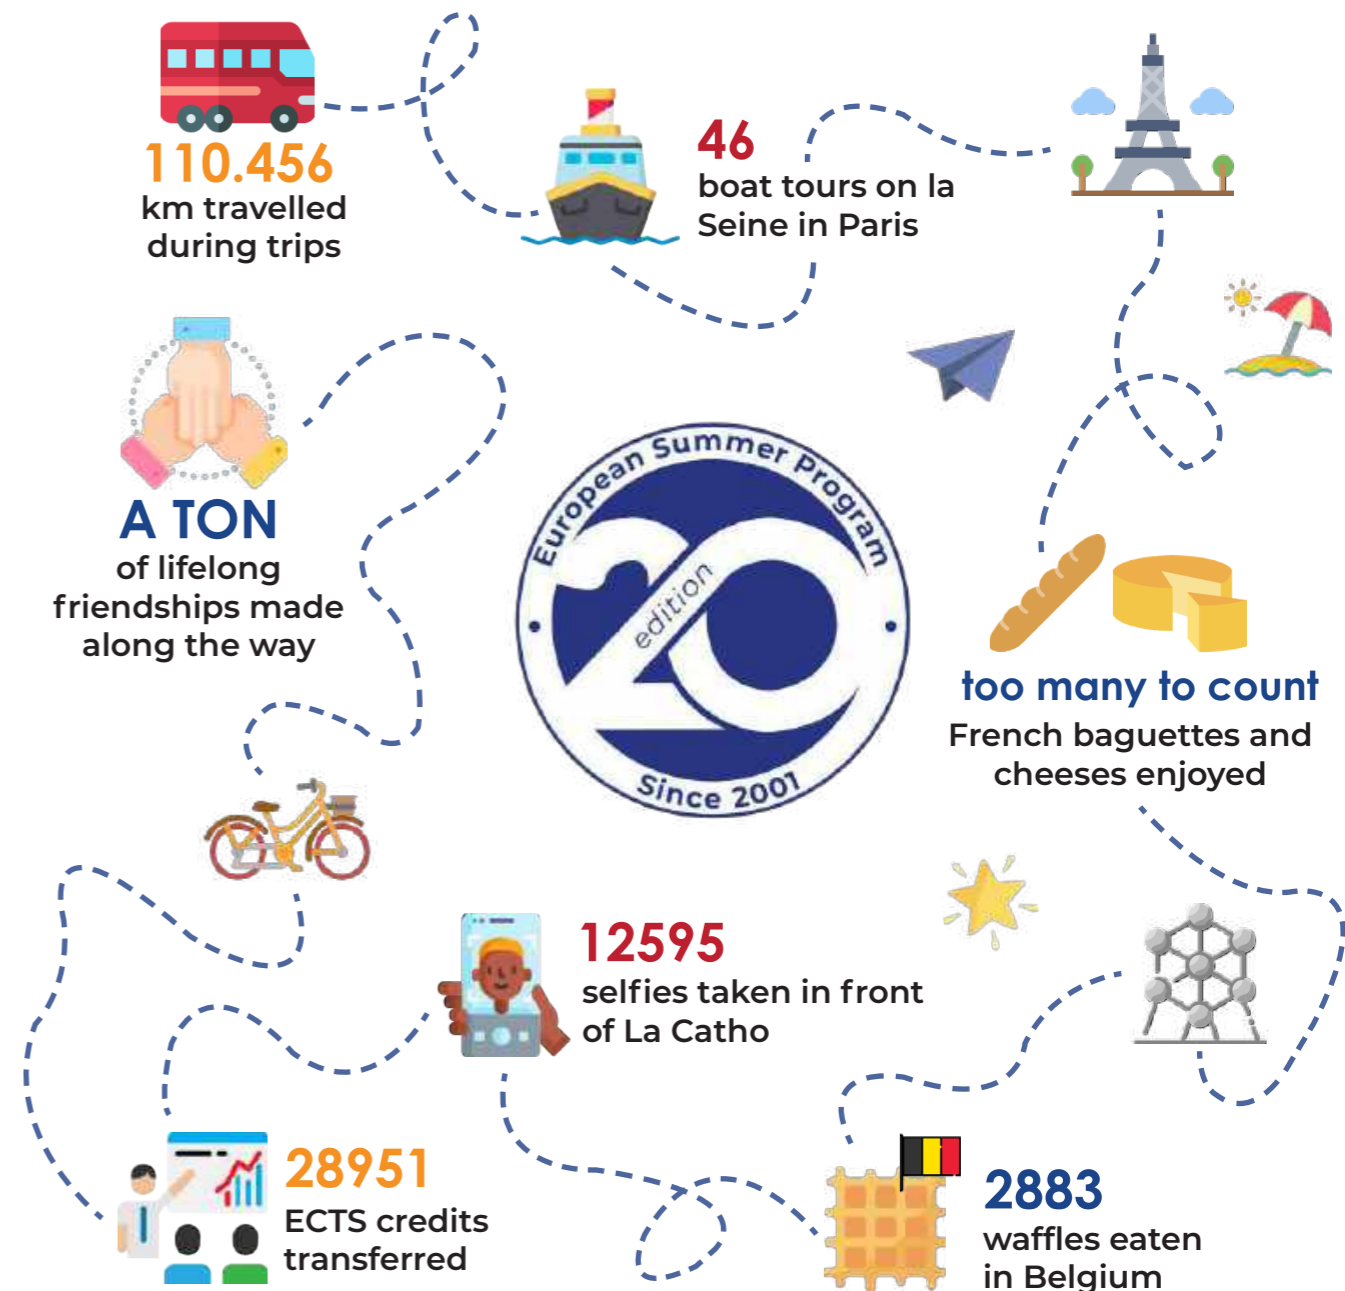 110.456
km travelled
during trips
46
boat tours on la
Seine in Paris
A TON
of lifelong
friendships made
along the way
European Summer Program
20
edition
Since 2001
too many to count
French baguettes and
cheeses enjoyed
12595
selfies taken in front
of La Catho
28951
ECTS credits
transferred
2883
waffles eaten
in Belgium